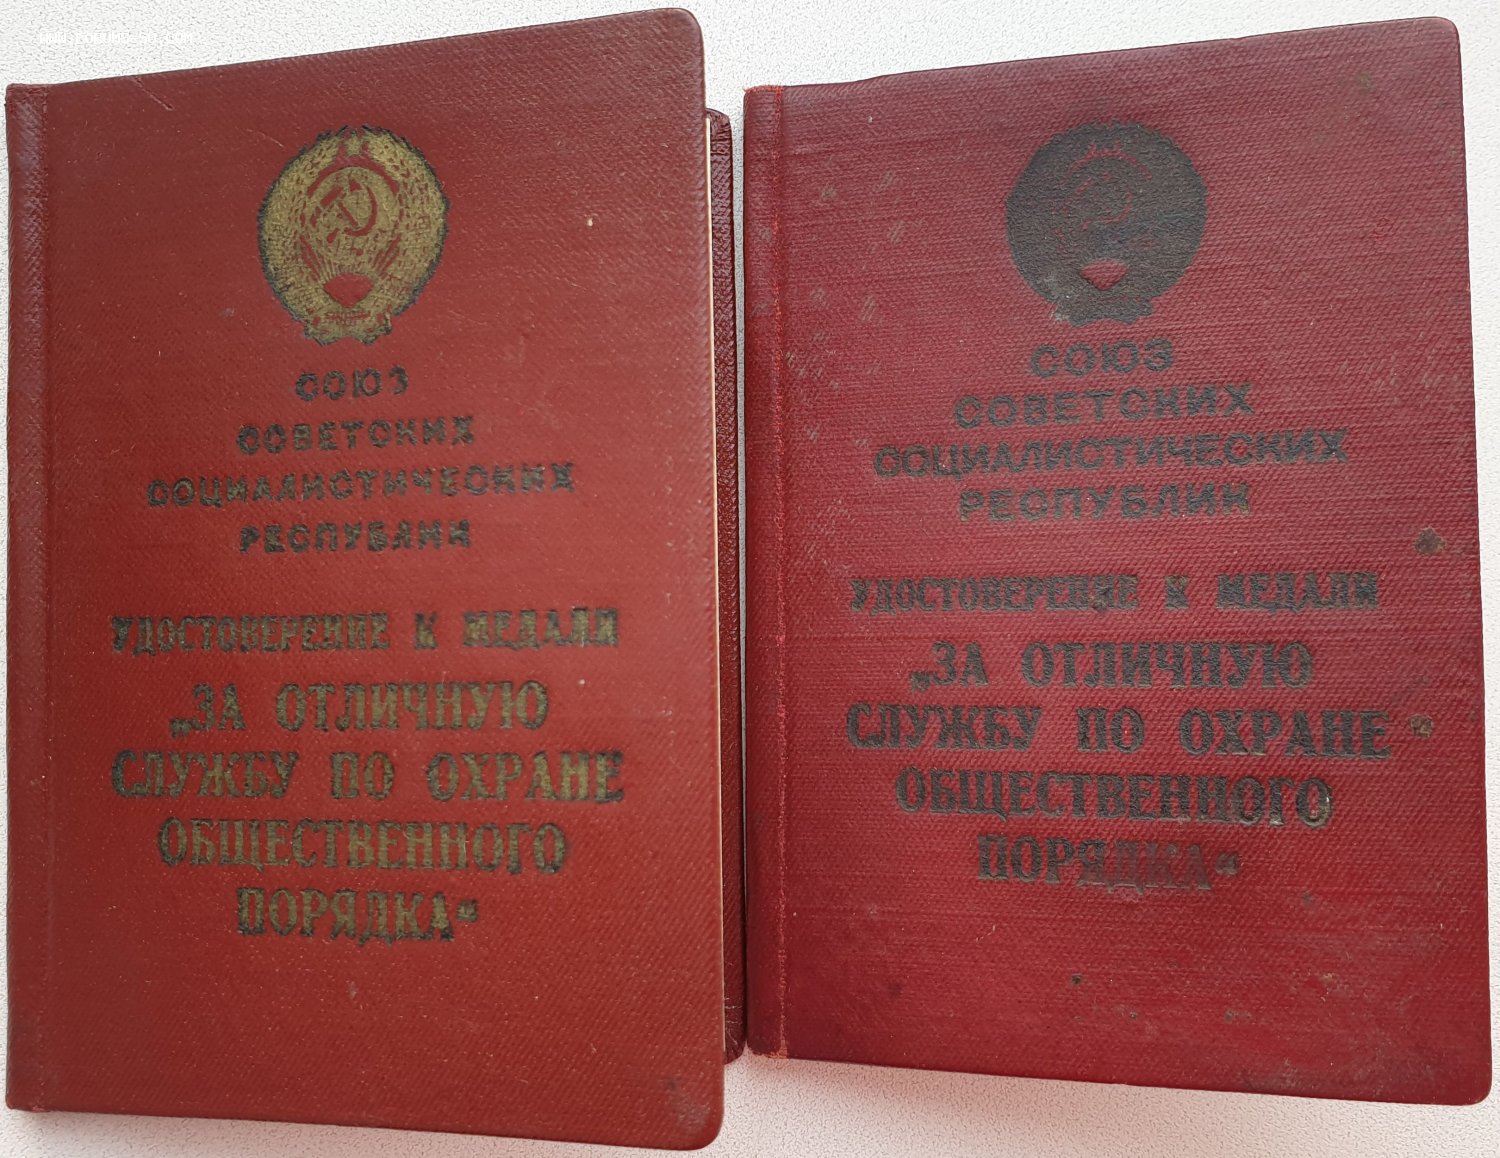 СОЮЗ
СОВЕТСКИХ
СОЦИАЛИСТИЧЕСКИХ
РЕСПУБЛИК
УДОСТОВЕРЕНИЕ К МЕДАЛИ
„ЗА ОТЛИЧНУЮ
СЛУЖБУ ПО ОХРАНЕ
ОБЩЕСТВЕННОГО
ПОРЯДКА“
СОЮЗ
СОВЕТСКИХ
СОЦИАЛИСТИЧЕСКИХ
РЕСПУБЛИК
УДОСТОВЕРЕНИЕ К МЕДАЛИ
„ЗА ОТЛИЧНУЮ
СЛУЖБУ ПО ОХРАНЕ
ОБЩЕСТВЕННОГО
ПОРЯДКА“